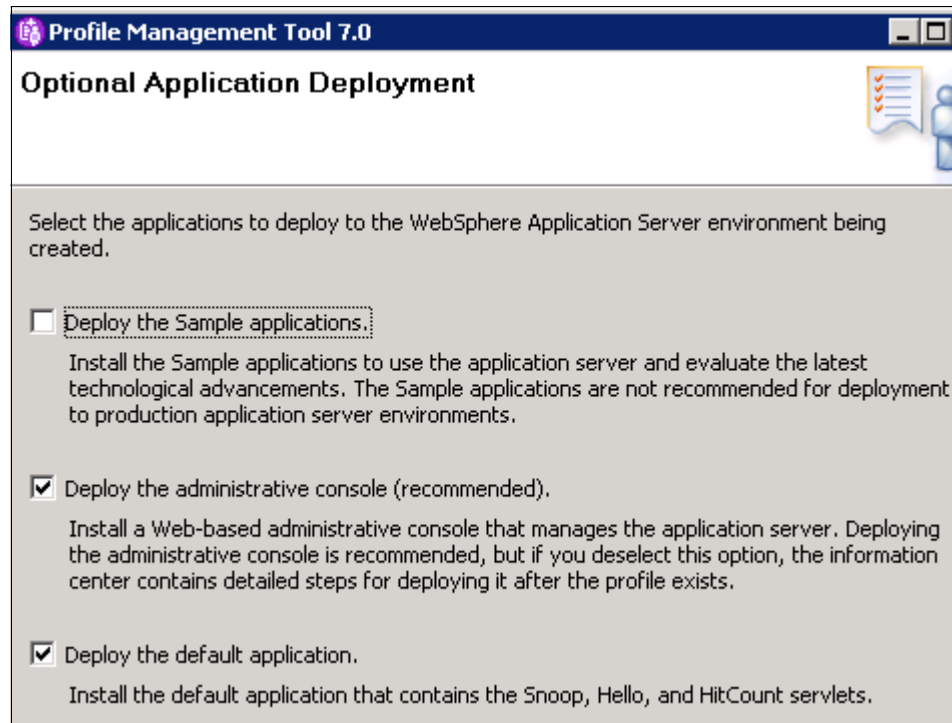 Profile Management Tool 7.0
Optional Application Deployment
Select the applications to deploy to the WebSphere Application Server environment being
created.
Deploy the Sample applications.
Install the Sample applications to use the application server and evaluate the latest
technological advancements. The Sample applications are not recommended for deployment
to production application server environments.
Deploy the administrative console (recommended).
Install a Web-based administrative console that manages the application server. Deploying
the administrative console is recommended, but if you deselect this option, the information
center contains detailed steps for deploying it after the profile exists.
Deploy the default application.
Install the default application that contains the Snoop, Hello, and HitCount servlets.